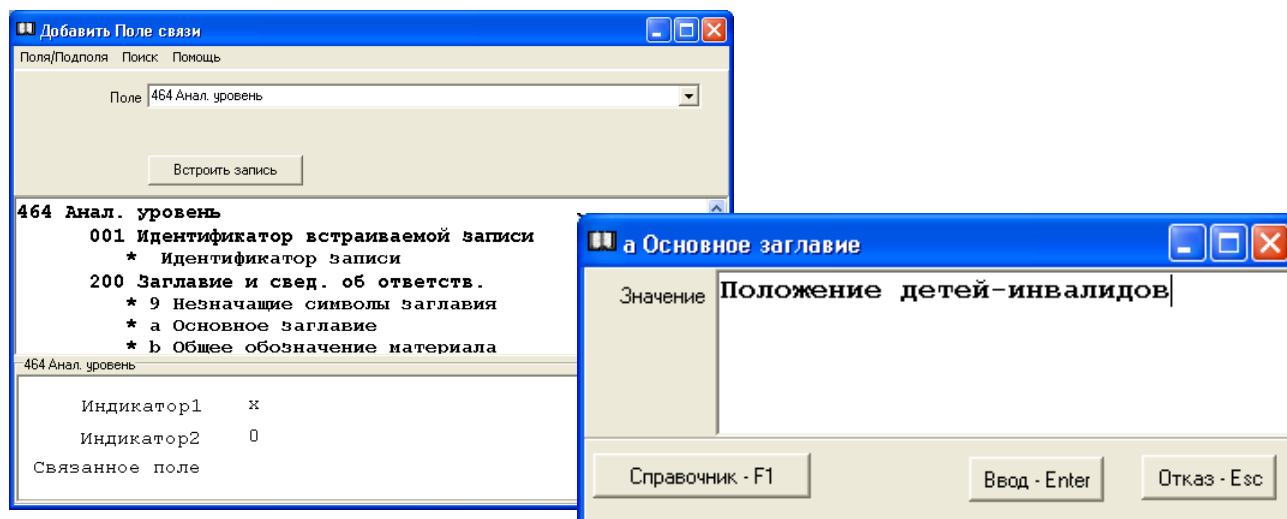 Добавить Поле связи
Поля/Подполя Поиск Помощь
Поле 464 Анал. уровень
Встроить запись
464 Анал. уровень
001 Идентификатор встраиваемой записи
* Идентификатор записи
200 Заглавие и свед. об ответств.
* 9 Незначащие символы заглавия
* a Основное заглавие
* b Общее обозначение материала
464 Анал. уровень
Индикатор1 x
Индикатор2 0
Связанное поле
a Основное заглавие
Значение Положение детей-инвалидов
Справочник - F1 Ввод - Enter Отказ - Esc